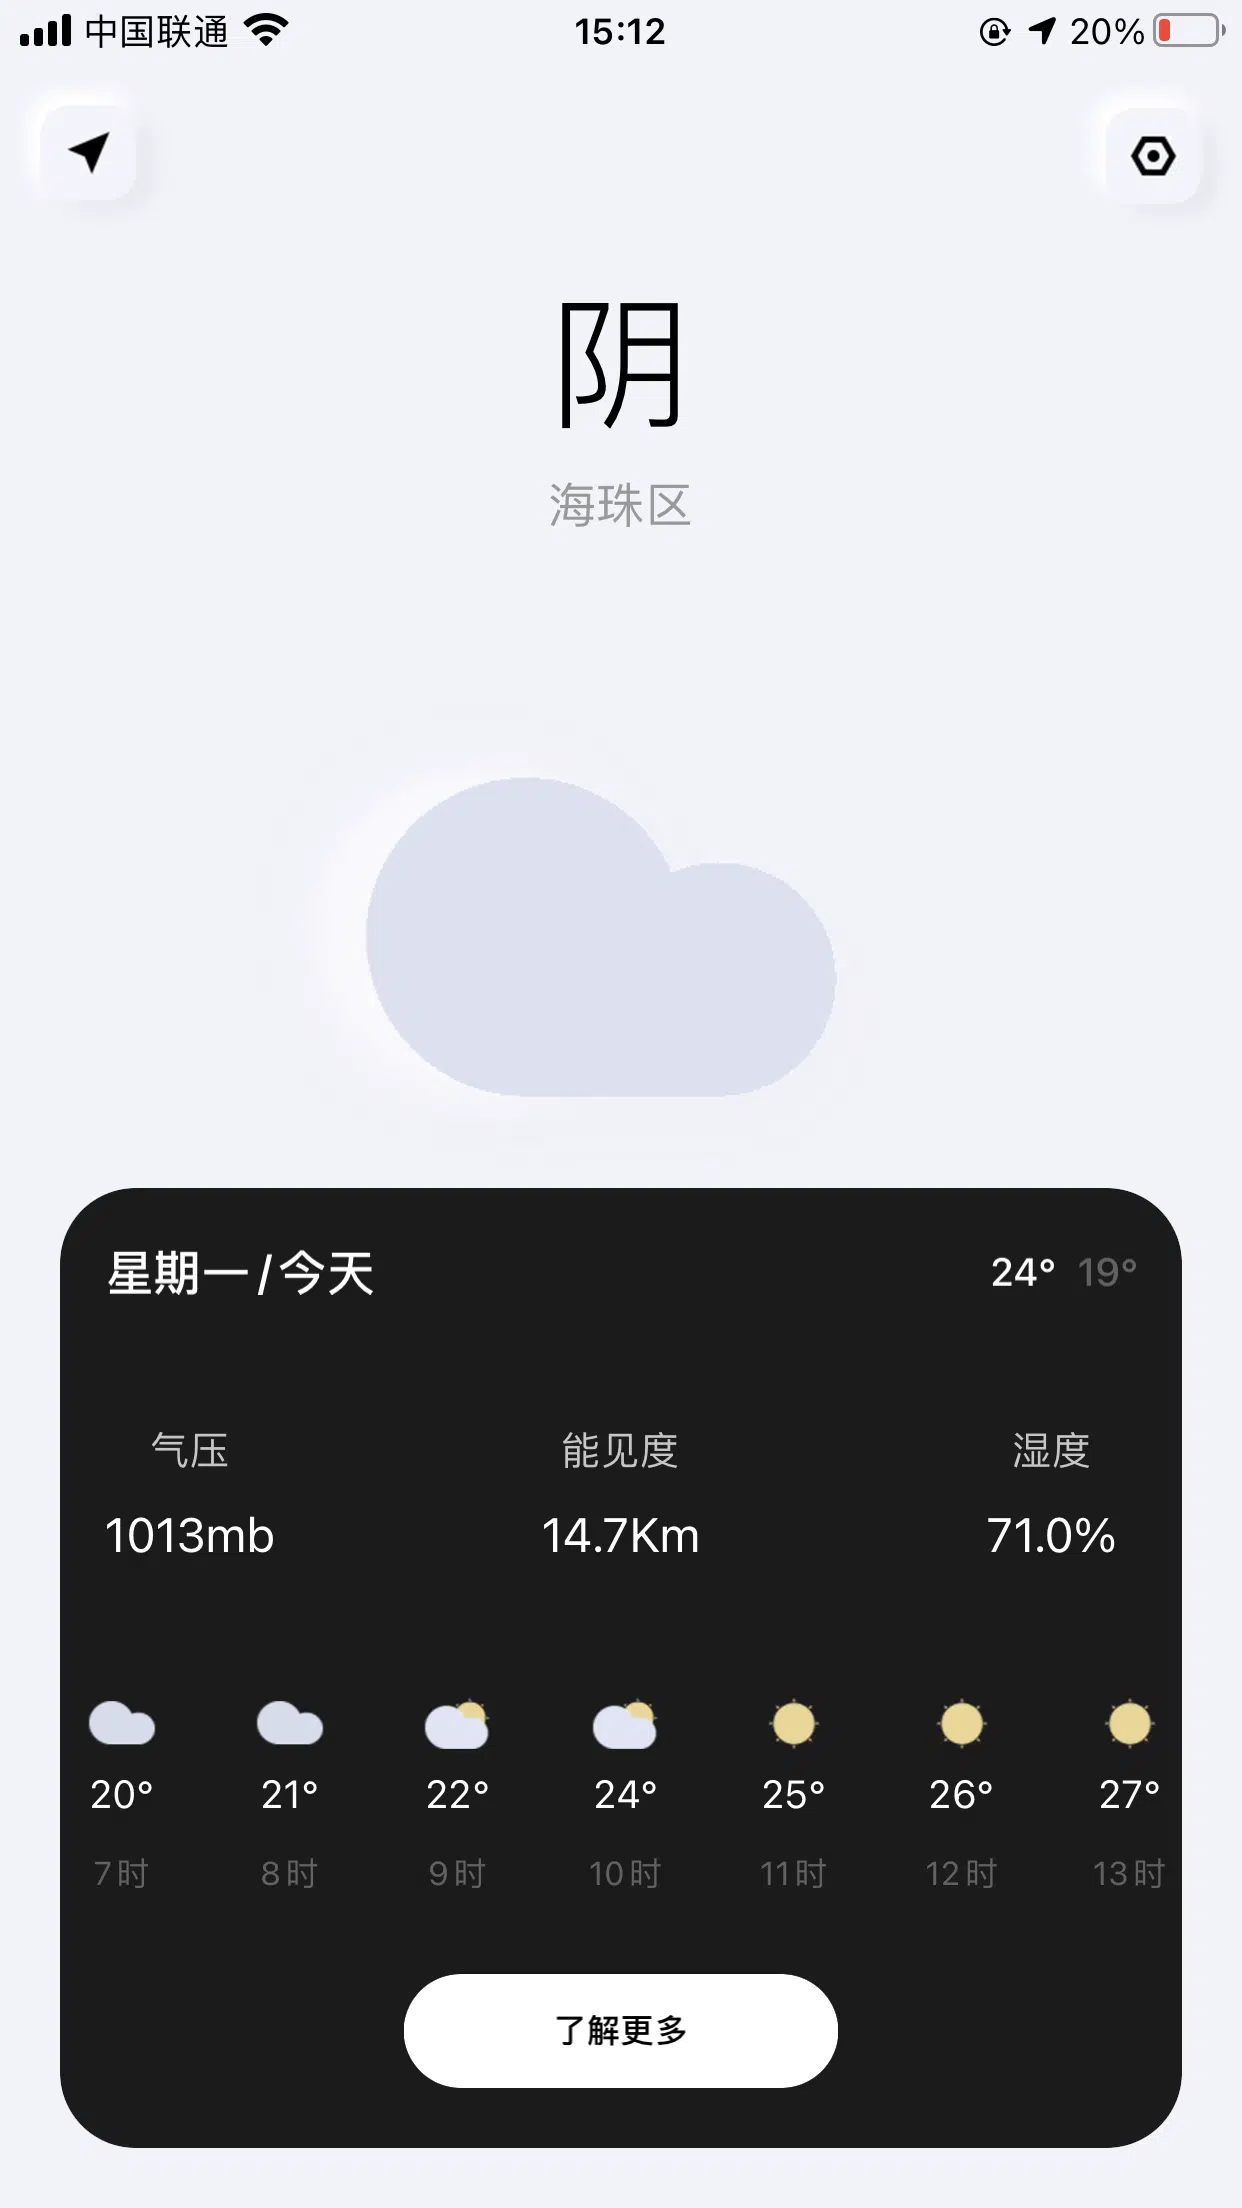 中国联通 15:12 20%
阴
海珠区
星期一/今天 24° 19°
气压 能见度 湿度
1013mb 14.7Km 71.0%
20° 21° 22° 24° 25° 26° 27°
7时 8时 9时 10时 11时 12时 13时
了解更多